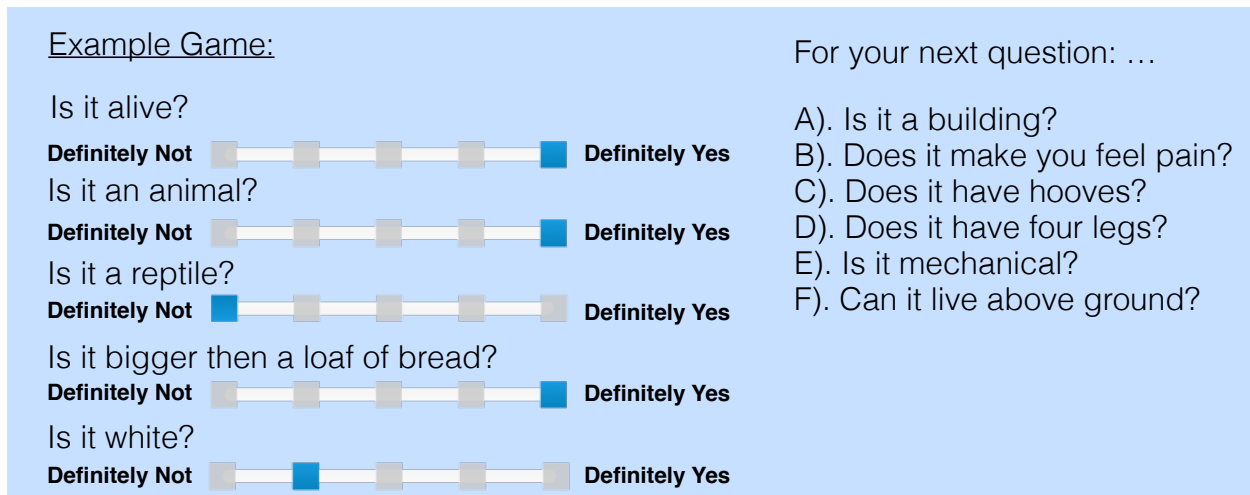 Example Game:
Is it alive?
Definitely Not Definitely Yes
Is it an animal?
Definitely Not Definitely Yes
Is it a reptile?
Definitely Not Definitely Yes
Is it bigger then a loaf of bread?
Definitely Not Definitely Yes
Is it white?
Definitely Not Definitely Yes
For your next question: …
A). Is it a building?
B). Does it make you feel pain?
C). Does it have hooves?
D). Does it have four legs?
E). Is it mechanical?
F). Can it live above ground?